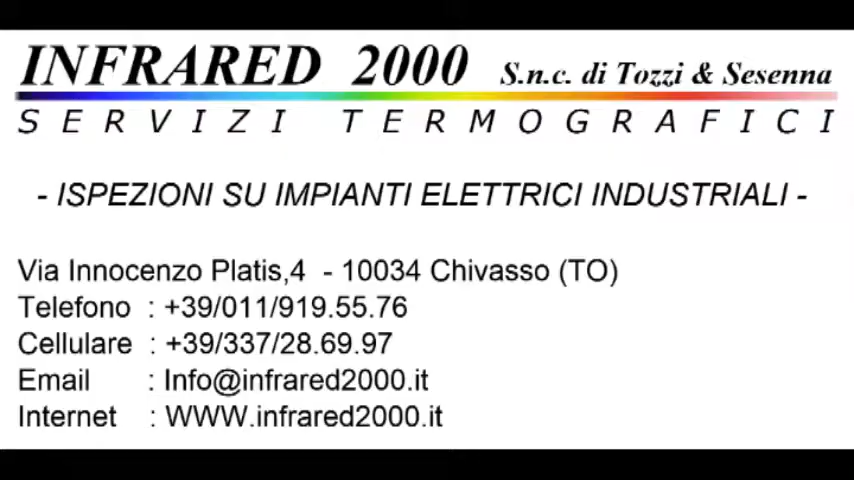 INFRARED 2000 S.n.c. di Tozzi & Sesenna
SERVIZI TERMOGRAFICI
- ISPEZIONI SU IMPIANTI ELETTRICI INDUSTRIALI -
Via Innocenzo Platis,4 - 10034 Chivasso (TO)
Telefono : +39/011/919.55.76
Cellulare : +39/337/28.69.97
Email : Info@infrared2000.it
Internet : WWW.infrared2000.it